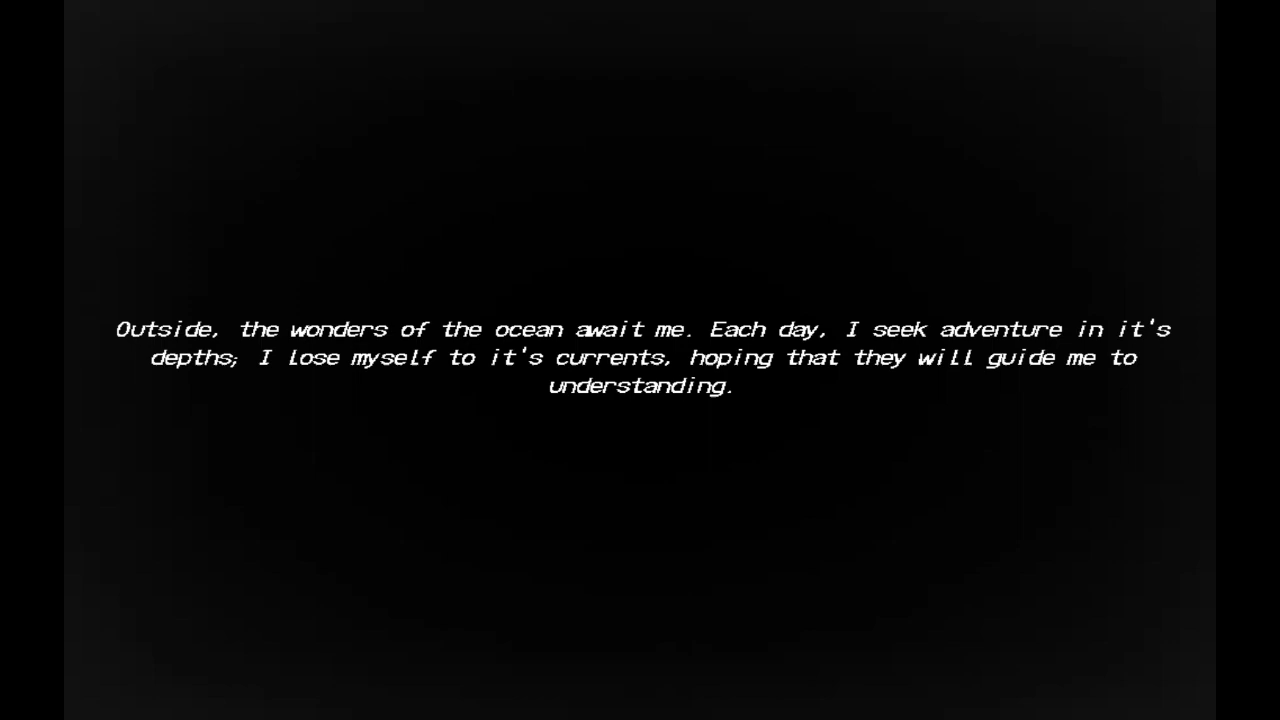 Outside, the wonders of the ocean await me. Each day, I seek adventure in it's
depths; I lose myself to it's currents, hoping that they will guide me to
understanding.